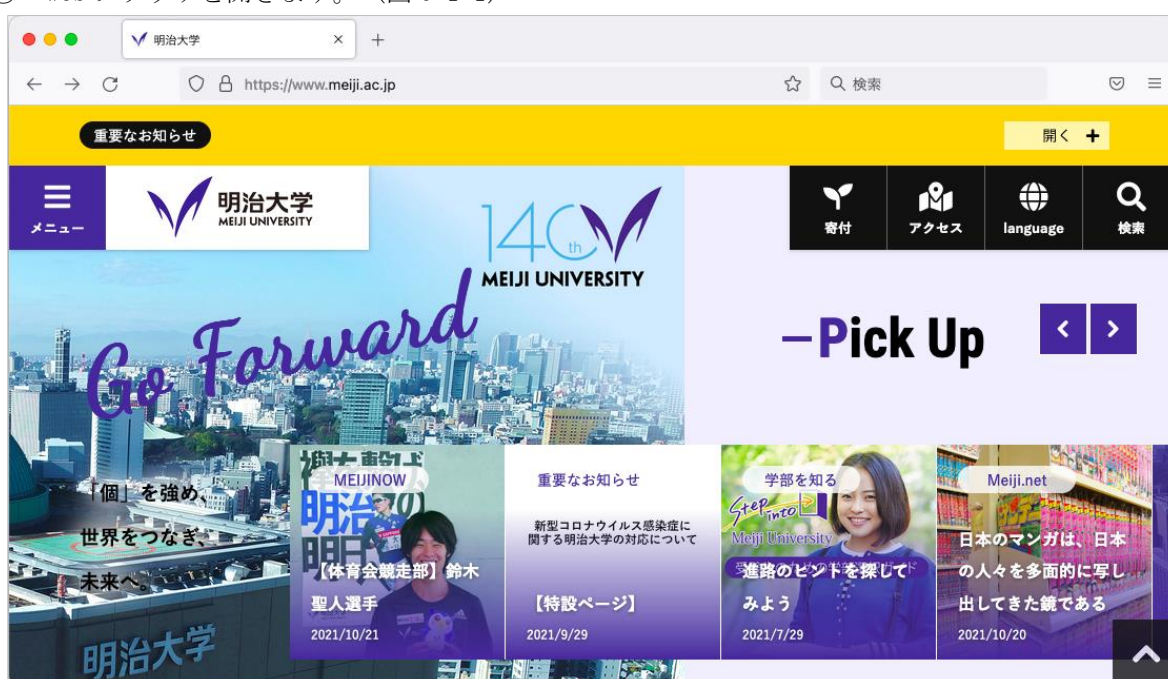 明治大学
https://www.meiji.ac.jp
検索
重要なお知らせ
開く
メニュー
明治大学
MEIJI UNIVERSITY
140th
MEIJI UNIVERSITY
寄付
アクセス
language
検索
Go Forward
Pick Up
「個」を強め、
世界をつなぎ、
未来へ。
明治大学
MEIJINOW
【体育会競走部】鈴木
聖人選手
2021/10/21
重要なお知らせ
新型コロナウイルス感染症に
関する明治大学の対応について
【特設ページ】
2021/9/29
学部を知る
Step into
Meiji University
進路のヒントを探して
みよう
2021/7/29
Meiji.net
日本のマンガは、日本
の人々を多面的に写し
出してきた鏡である
2021/10/20